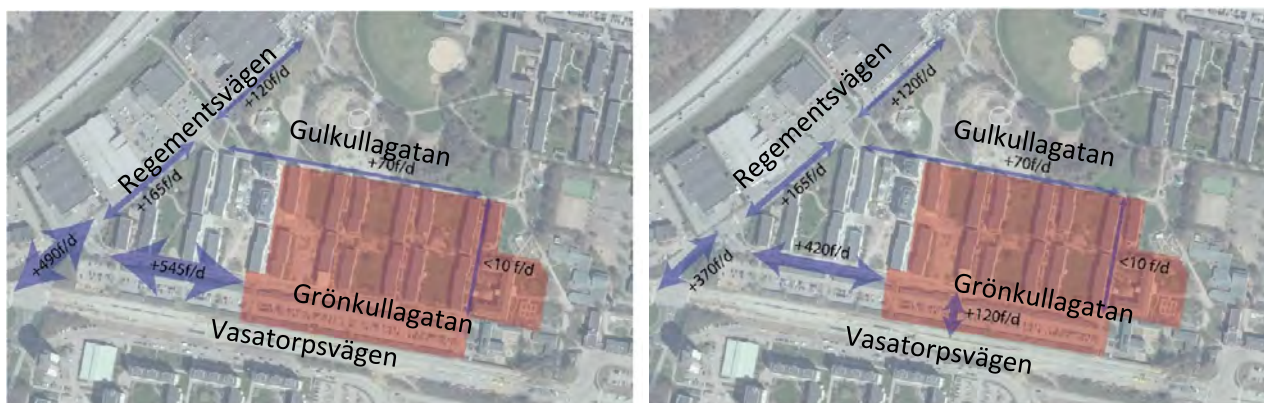 +120f/d
Regementsvägen
Gulkullagatan
+70f/d
+165f/d
+490f/d
+545f/d
<10 f/d
Grönkullagatan
Vasatorpsvägen
+120f/d
Regementsvägen
Gulkullagatan
+70f/d
+165f/d
+370f/d
+420f/d
<10 f/d
Grönkullagatan
+120f/d
Vasatorpsvägen